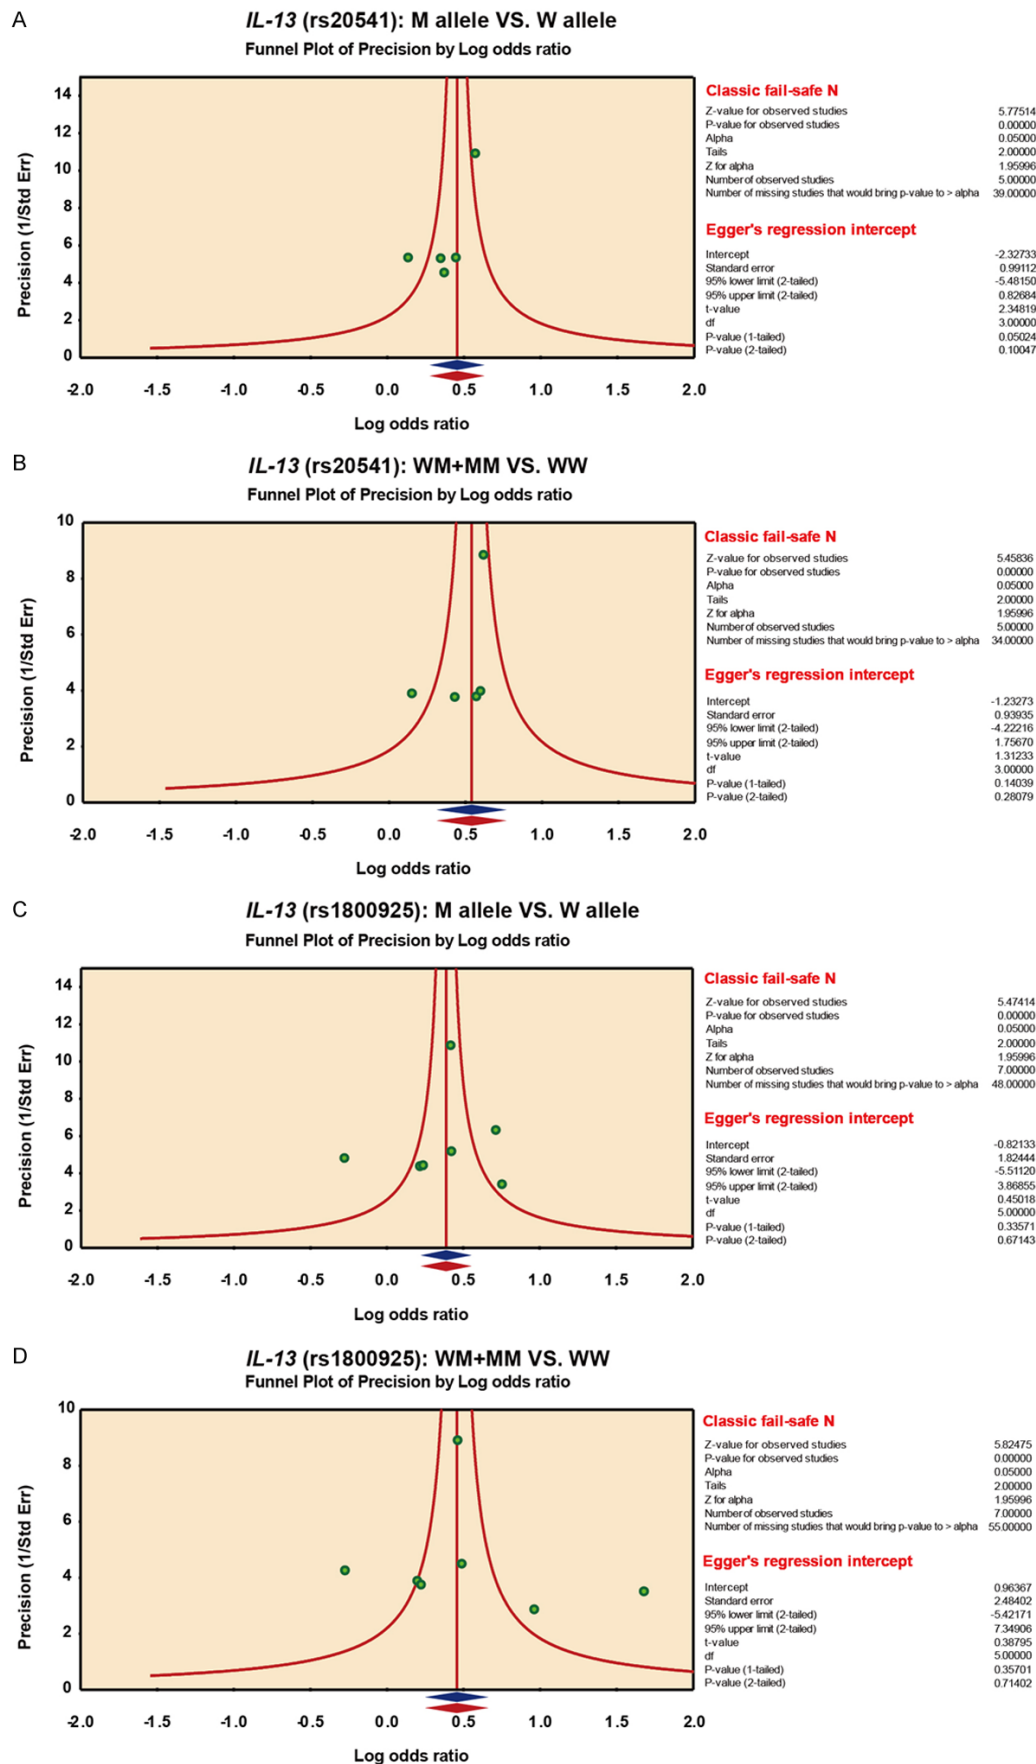 A
IL-13 (rs20541): M allele VS. W allele
Funnel Plot of Precision by Log odds ratio
Precision (1/Std Err)
14
12
10
8
6
4
2
0
-2.0 -1.5 -1.0 -0.5 0.0 0.5 1.0 1.5 2.0
Log odds ratio
Classic fail-safe N
Z-value for observed studies 5.77514
P-value for observed studies 0.00000
Alpha 0.05000
Tails 2.00000
Z for alpha 1.95996
Number of observed studies 5.00000
Number of missing studies that would bring p-value to > alpha 39.00000
Egger's regression intercept
Intercept -2.32733
Standard error 0.99112
95% lower limit (2-tailed) -5.48150
95% upper limit (2-tailed) 0.82684
t-value 2.34819
df 3.00000
P-value (1-tailed) 0.05024
P-value (2-tailed) 0.10047
B
IL-13 (rs20541): WM+MM VS. WW
Funnel Plot of Precision by Log odds ratio
Precision (1/Std Err)
10
8
6
4
2
0
-2.0 -1.5 -1.0 -0.5 0.0 0.5 1.0 1.5 2.0
Log odds ratio
Classic fail-safe N
Z-value for observed studies 5.45836
P-value for observed studies 0.00000
Alpha 0.05000
Tails 2.00000
Z for alpha 1.95996
Number of observed studies 5.00000
Number of missing studies that would bring p-value to > alpha 34.00000
Egger's regression intercept
Intercept -1.23273
Standard error 0.93935
95% lower limit (2-tailed) -4.22216
95% upper limit (2-tailed) 1.75670
t-value 1.31233
df 3.00000
P-value (1-tailed) 0.14039
P-value (2-tailed) 0.28079
C
IL-13 (rs1800925): M allele VS. W allele
Funnel Plot of Precision by Log odds ratio
Precision (1/Std Err)
14
12
10
8
6
4
2
0
-2.0 -1.5 -1.0 -0.5 0.0 0.5 1.0 1.5 2.0
Log odds ratio
Classic fail-safe N
Z-value for observed studies 5.47414
P-value for observed studies 0.00000
Alpha 0.05000
Tails 2.00000
Z for alpha 1.95996
Number of observed studies 7.00000
Number of missing studies that would bring p-value to > alpha 48.00000
Egger's regression intercept
Intercept -0.82133
Standard error 1.82444
95% lower limit (2-tailed) -5.51120
95% upper limit (2-tailed) 3.86855
t-value 0.45018
df 5.00000
P-value (1-tailed) 0.33571
P-value (2-tailed) 0.67143
D
IL-13 (rs1800925): WM+MM VS. WW
Funnel Plot of Precision by Log odds ratio
Precision (1/Std Err)
10
8
6
4
2
0
-2.0 -1.5 -1.0 -0.5 0.0 0.5 1.0 1.5 2.0
Log odds ratio
Classic fail-safe N
Z-value for observed studies 5.82475
P-value for observed studies 0.00000
Alpha 0.05000
Tails 2.00000
Z for alpha 1.95996
Number of observed studies 7.00000
Number of missing studies that would bring p-value to > alpha 55.00000
Egger's regression intercept
Intercept 0.96367
Standard error 2.48402
95% lower limit (2-tailed) -5.42171
95% upper limit (2-tailed) 7.34906
t-value 0.38795
df 5.00000
P-value (1-tailed) 0.35701
P-value (2-tailed) 0.71402